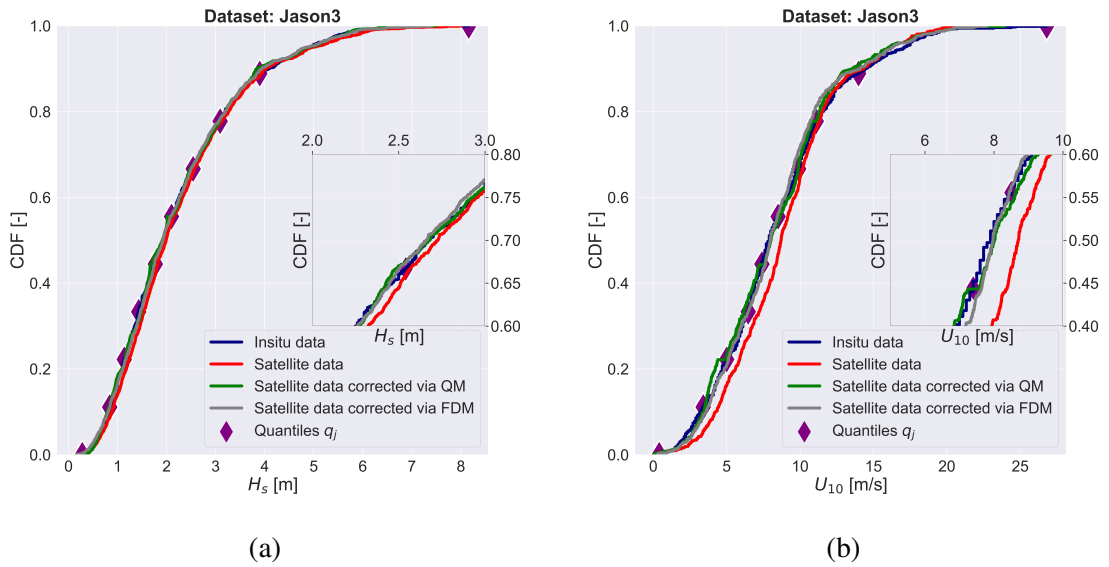 Dataset: Jason3
1.0
0.8
0.6
0.4
0.2
0.0
CDF [-]
0 1 2 3 4 5 6 7 8
H_s [m]
2.0 2.5 3.0
0.80
0.75
0.70
0.65
0.60
CDF [-]
H_s [m]
Insitu data
Satellite data
Satellite data corrected via QM
Satellite data corrected via FDM
Quantiles q_j
(a)
Dataset: Jason3
1.0
0.8
0.6
0.4
0.2
0.0
CDF [-]
0 5 10 15 20 25
U_10 [m/s]
6 8 10
0.60
0.55
0.50
0.45
0.40
CDF [-]
U_10 [m/s]
Insitu data
Satellite data
Satellite data corrected via QM
Satellite data corrected via FDM
Quantiles q_j
(b)